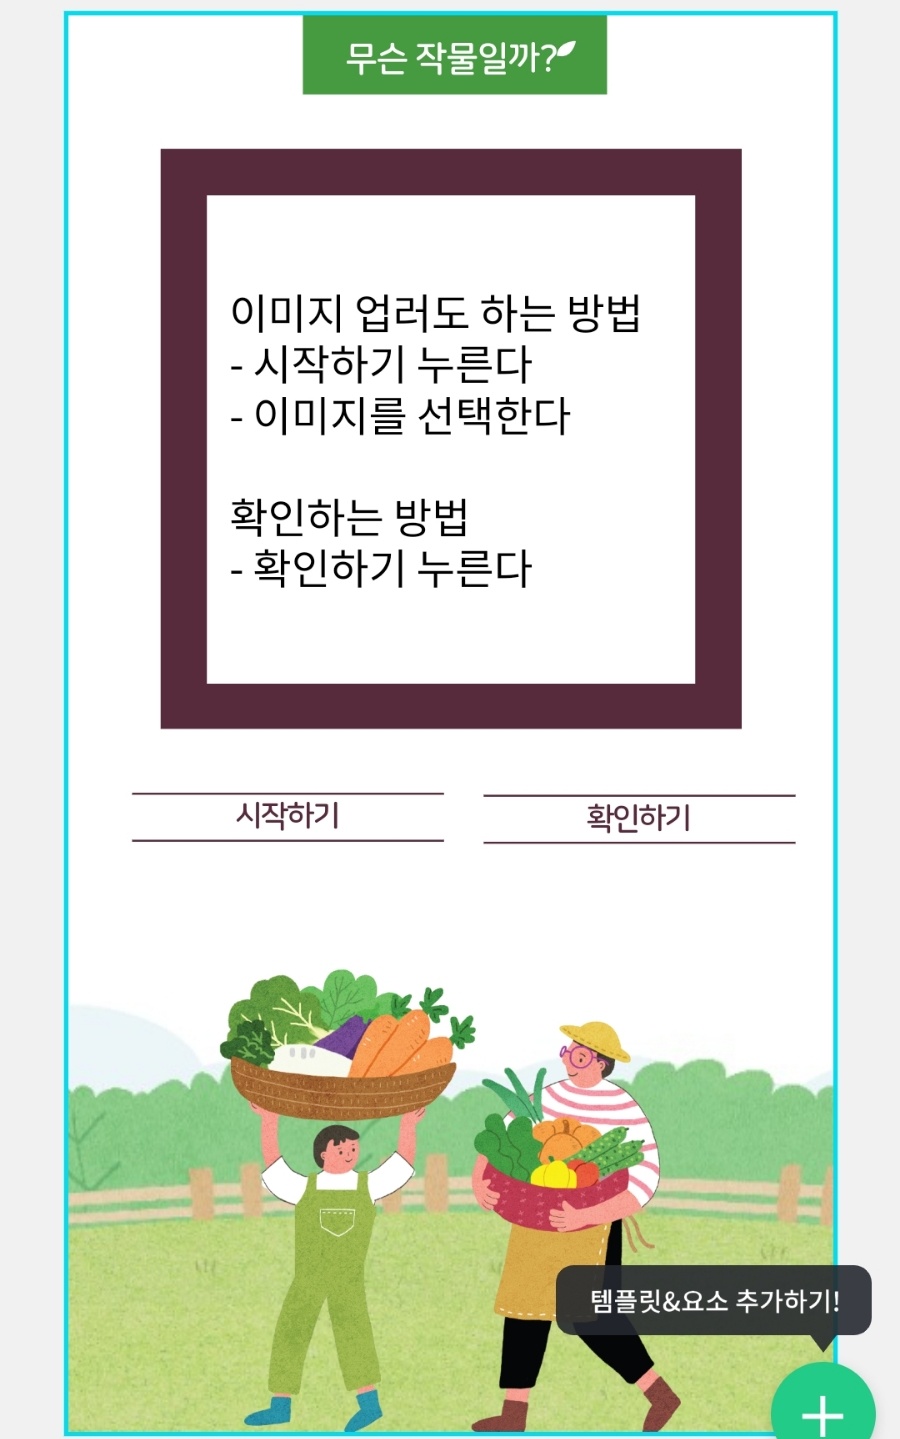 무슨 작물일까?
이미지 업러도 하는 방법
- 시작하기 누른다
- 이미지를 선택한다
확인하는 방법
- 확인하기 누른다
시작하기
확인하기
템플릿&요소 추가하기!